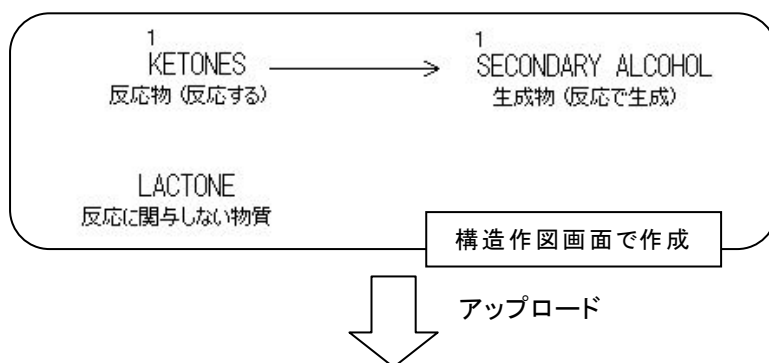 1
KETONES
反応物 (反応する)
1
SECONDARY ALCOHOL
生成物 (反応で生成)
LACTONE
反応に関与しない物質
構造作図画面で作成
アップロード